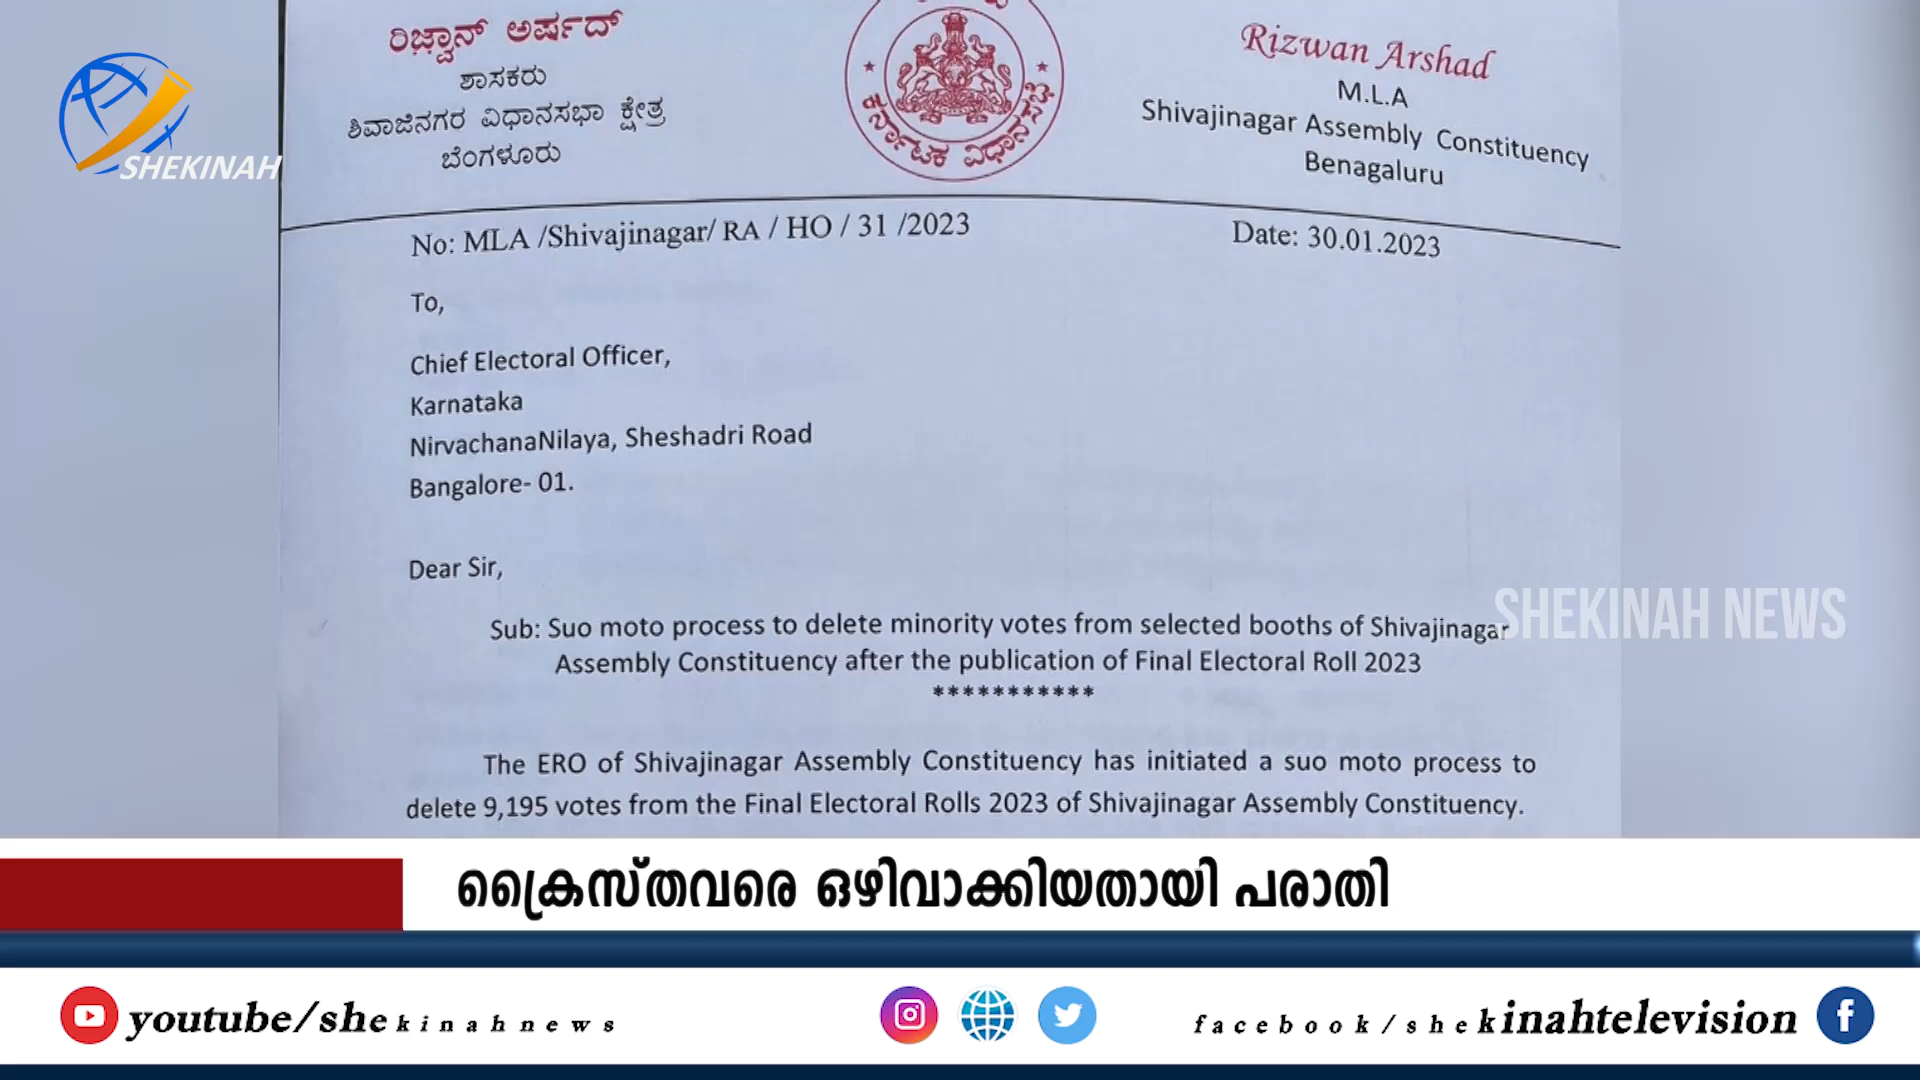 ರಿಜ್ವಾನ್ ಅರ್ಷದ್
ಶಾಸಕರು
ಶಿವಾಜಿನಗರ ವಿಧಾನಸಭಾ ಕ್ಷೇತ್ರ
ಬೆಂಗಳೂರು
ಕರ್ನಾಟಕ ವಿಧಾನಸಭೆ
Rizwan Arshad
M.L.A
Shivajinagar Assembly Constituency
Benagaluru
SHEKINAH
No: MLA /Shivajinagar/ RA / HO / 31 /2023
Date: 30.01.2023
To,
Chief Electoral Officer,
Karnataka
NirvachanaNilaya, Sheshadri Road
Bangalore- 01.
Dear Sir,
Sub: Suo moto process to delete minority votes from selected booths of Shivajinagar
Assembly Constituency after the publication of Final Electoral Roll 2023
***********
SHEKINAH NEWS
The ERO of Shivajinagar Assembly Constituency has initiated a suo moto process to
delete 9,195 votes from the Final Electoral Rolls 2023 of Shivajinagar Assembly Constituency.
ക്രൈസ്തവരെ ഒഴിവാക്കിയതായി പരാതി
youtube/shekinahnews
facebook/shekinahtelevision